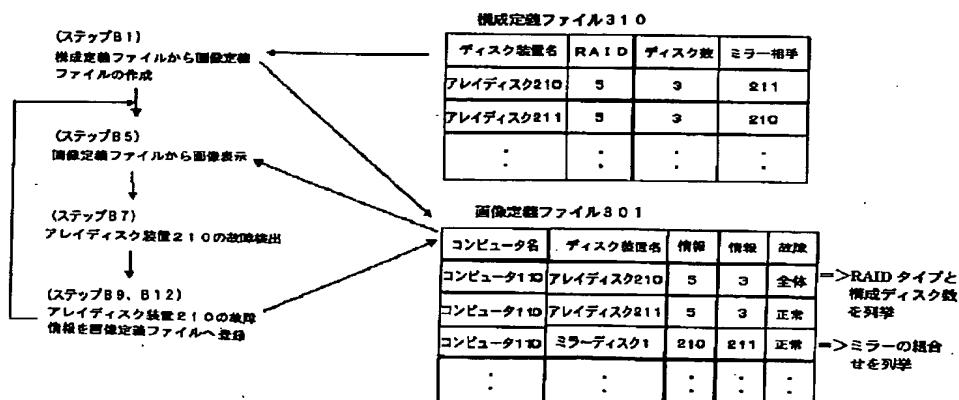 (ステップB1)
構成定義ファイルから画像定義
ファイルの作成
(ステップB5)
画像定義ファイルから画像表示
(ステップB7)
アレイディスク装置210の故障検出
(ステップB9、B12)
アレイディスク装置210の故障
情報を画像定義ファイルへ登録
構成定義ファイル310
ディスク装置名 RAID ディスク数 ミラー相手
アレイディスク210 5 3 211
アレイディスク211 5 3 210
: : : :
画像定義ファイル301
コンピュータ名 ディスク装置名 情報 情報 故障
コンピュータ110 アレイディスク210 5 3 全体
コンピュータ110 アレイディスク211 5 3 正常
コンピュータ110 ミラーディスク1 210 211 正常
: : : : :
=>RAIDタイプと
構成ディスク数
を列挙
=>ミラーの組合
せを列挙